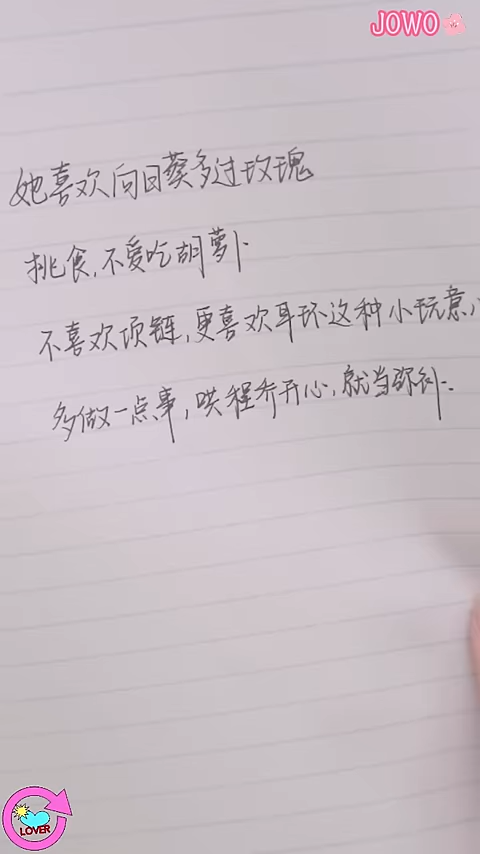 JOWO
她喜欢向日葵多过玫瑰
挑食,不爱吃胡萝卜.
不喜欢项链,更喜欢耳环这种小玩意儿
多做一点事,哄程乔开心,就当弥补.
LOVER